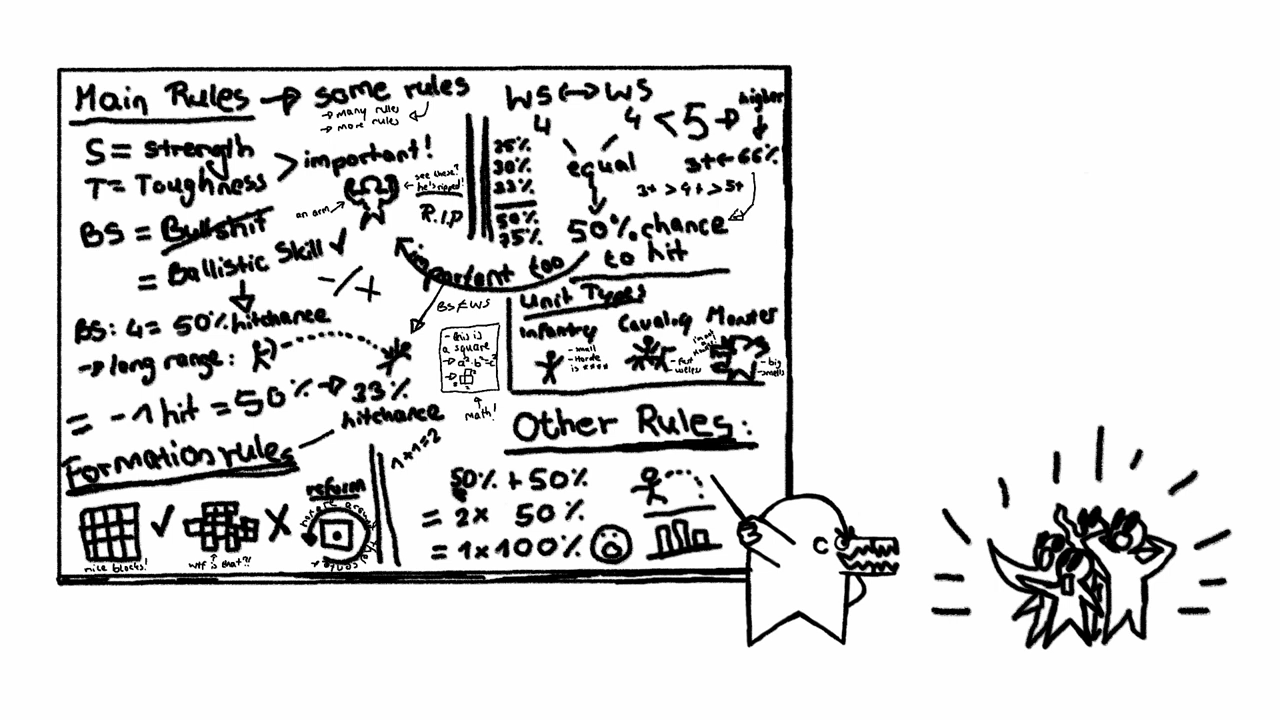 Main Rules → some rules
→ many rules
→ more rules
S = strength
T = Toughness
> important!
an arm →
← see these?
he's ripped!
R.I.P
BS = Bullshit
= Ballistic Skill ✓
- / +
BS: 4 = 50% hitchance
→ long range:
= -1 hit = 50% → 33%
hitchance
important too
BS ≠ WS
- this is
a square
→ a²·b²=c²
math!
25%
30%
33%
50%
75%
WS ↔ WS
4 4 < 5 → higher
equal
3+ ← 66%
3+ > 4+ > 5+
50% chance
to hit
Unit Types
Infantry Cavalry Monster
- small
- Horde
is ****
- fast
- big
- smells
Formation rules
nice blocks!
wtf is that?!
reform
1×1=2
Other Rules:
50% + 50%
= 2x 50%
= 1x100%